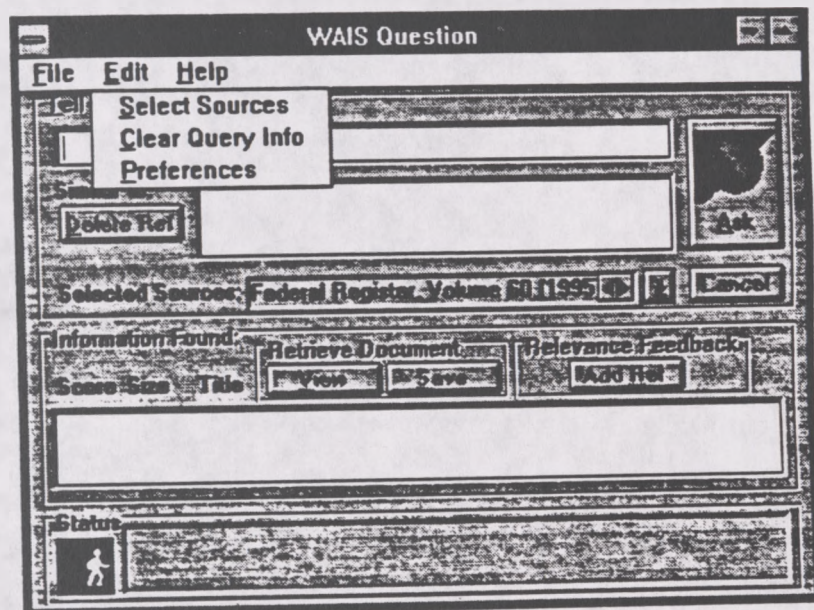 WAIS Question
File Edit Help
Tell
Select Sources
Clear Query Info
Preferences
Delete Ref
Ask
Selected Sources: Federal Register, Volume 60 (1995
Cancel
Information Found
Retrieve Document
Relevance Feedback
Score Size Title
View Save Add Ref
Status